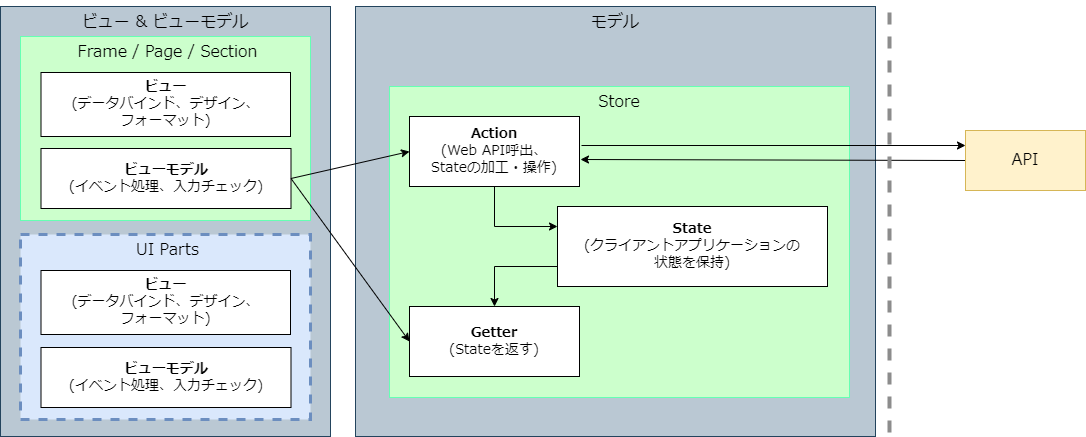 ビュー & ビューモデル
Frame / Page / Section
ビュー
(データバインド、デザイン、
フォーマット)
ビューモデル
(イベント処理、入力チェック)
UI Parts
ビュー
(データバインド、デザイン、
フォーマット)
ビューモデル
(イベント処理、入力チェック)
モデル
Store
Action
(Web API呼出、
Stateの加工・操作)
State
(クライアントアプリケーションの
状態を保持)
Getter
(Stateを返す)
API